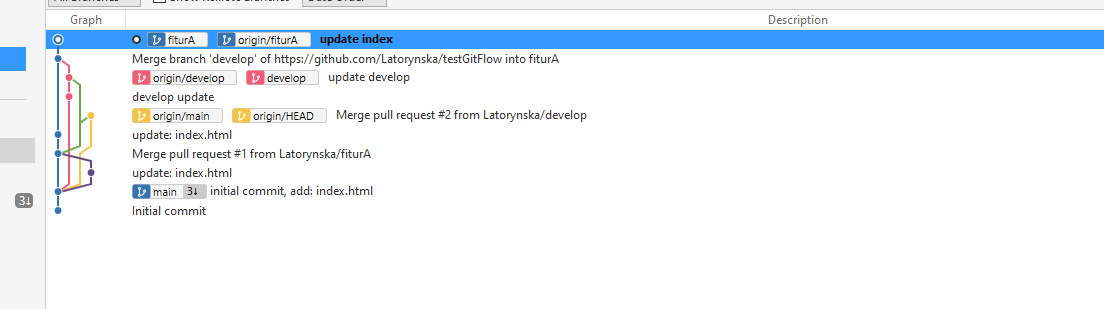 Graph Description
fiturA origin/fiturA update index
Merge branch 'develop' of https://github.com/Latorynska/testGitFlow into fiturA
origin/develop develop update develop
develop update
origin/main origin/HEAD Merge pull request #2 from Latorynska/develop
update: index.html
Merge pull request #1 from Latorynska/fiturA
update: index.html
main 3↓ initial commit, add: index.html
3↓
Initial commit